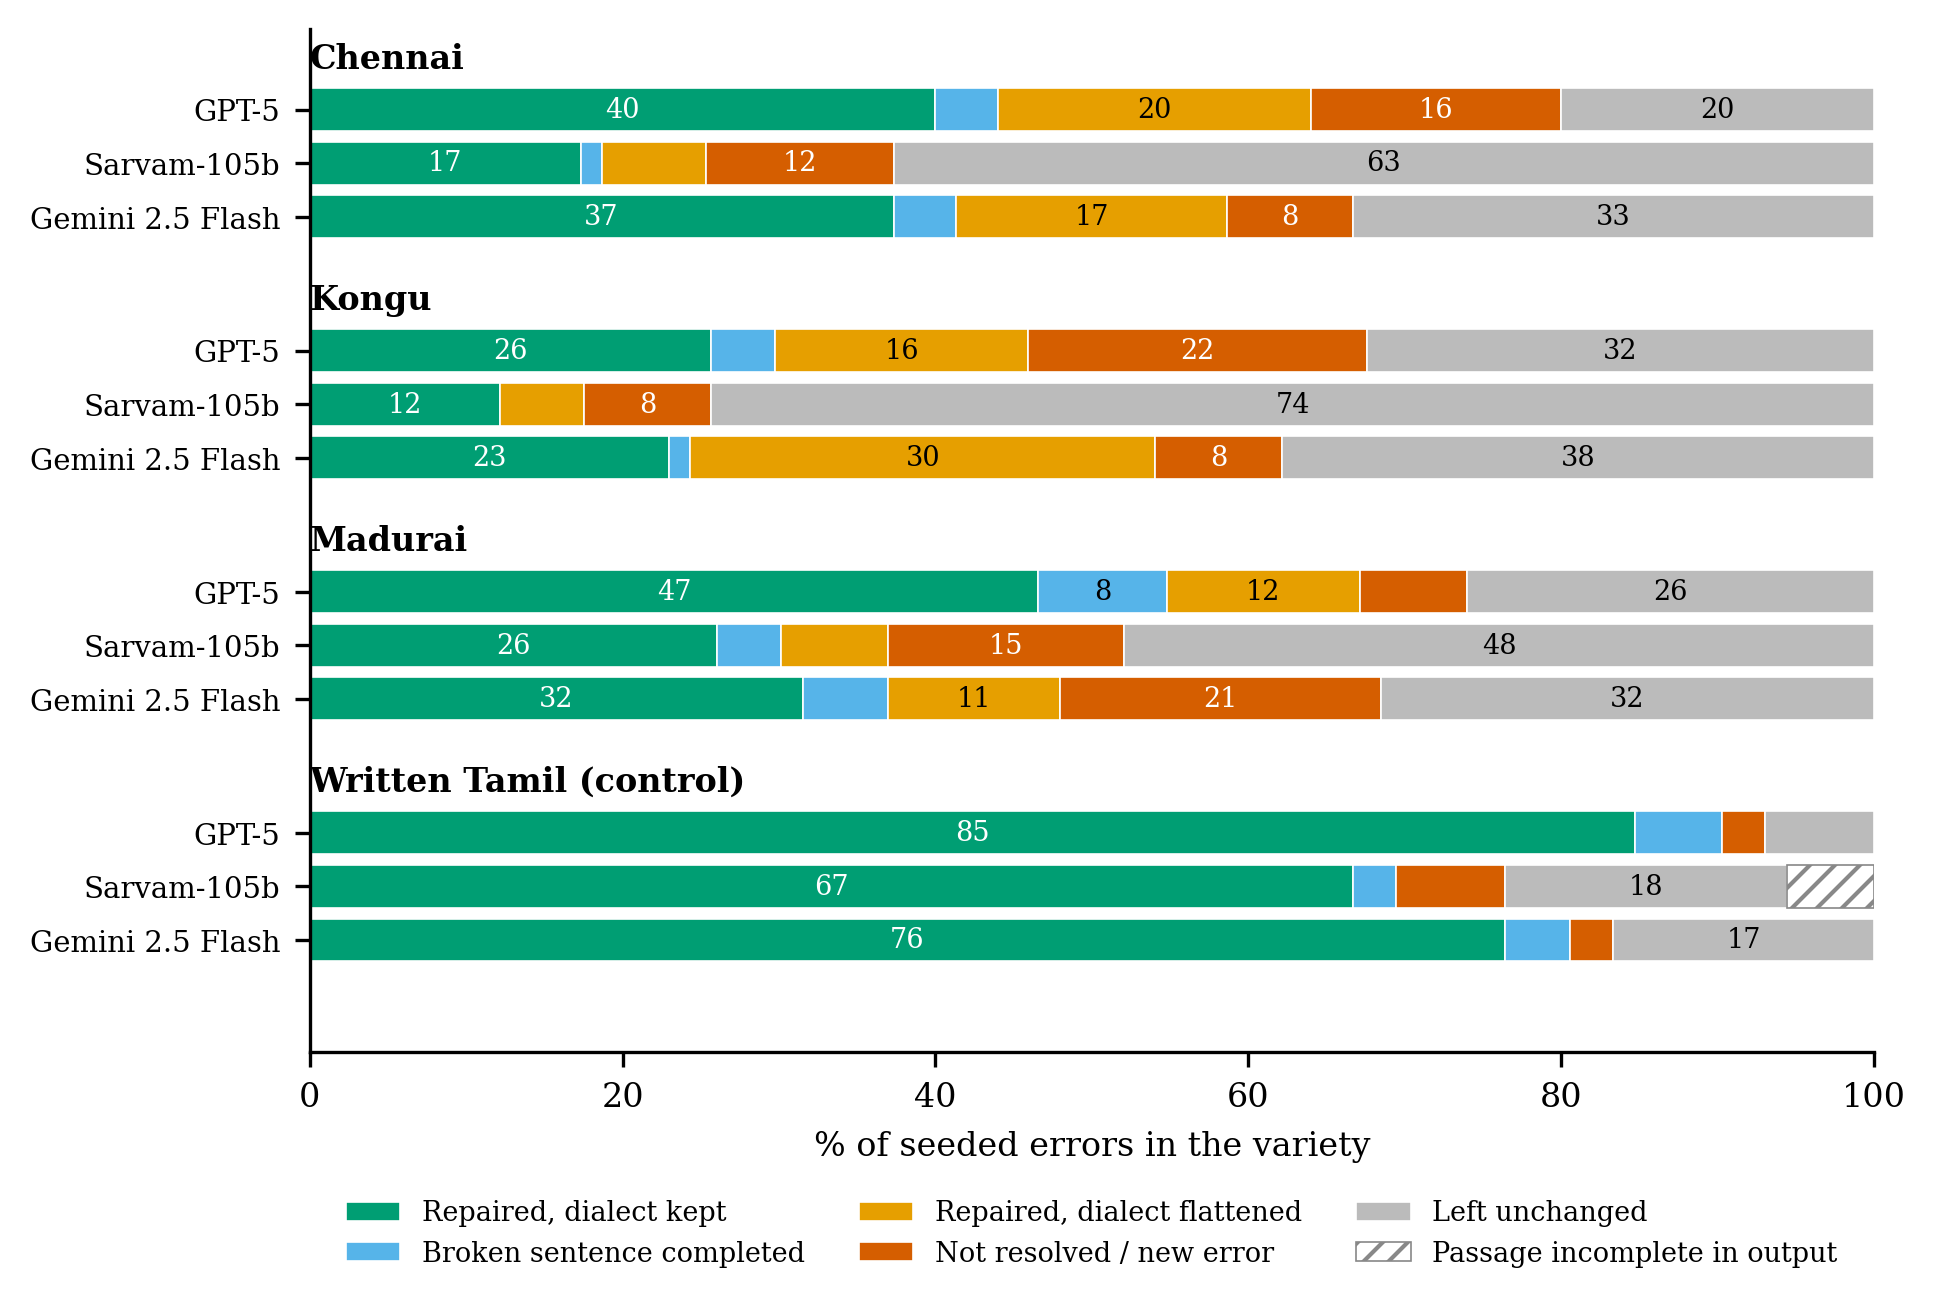 Chennai
GPT-5 40 20 16 20
Sarvam-105b 17 12 63
Gemini 2.5 Flash 37 17 8 33
Kongu
GPT-5 26 16 22 32
Sarvam-105b 12 8 74
Gemini 2.5 Flash 23 30 8 38
Madurai
GPT-5 47 8 12 26
Sarvam-105b 26 15 48
Gemini 2.5 Flash 32 11 21 32
Written Tamil (control)
GPT-5 85
Sarvam-105b 67 18
Gemini 2.5 Flash 76 17
0 20 40 60 80 100
% of seeded errors in the variety
Repaired, dialect kept Repaired, dialect flattened Left unchanged
Broken sentence completed Not resolved / new error Passage incomplete in output